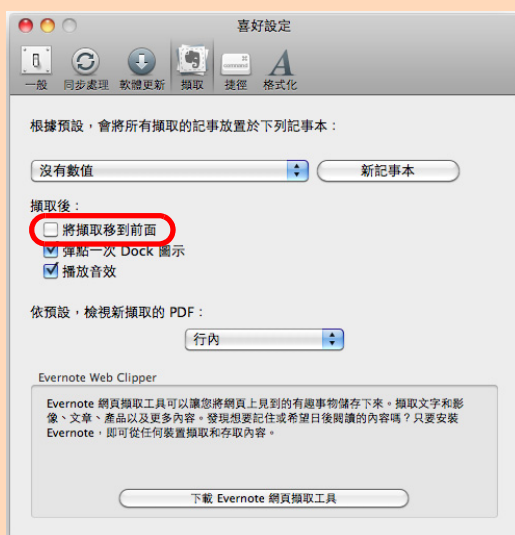 喜好設定
一般 同步處理 軟體更新 擷取 捷徑 格式化
根據預設,會將所有擷取的記事放置於下列記事本:
沒有數值 新記事本
擷取後:
將擷取移到前面
彈點一次 Dock 圖示
播放音效
依預設,檢視新擷取的 PDF:
行內
Evernote Web Clipper
Evernote 網頁擷取工具可以讓您將網頁上見到的有趣事物儲存下來。擷取文字和影
像、文章、產品以及更多內容。發現想要記住或希望日後閱讀的內容嗎?只要安裝
Evernote,即可從任何裝置擷取和存取內容。
下載 Evernote 網頁擷取工具